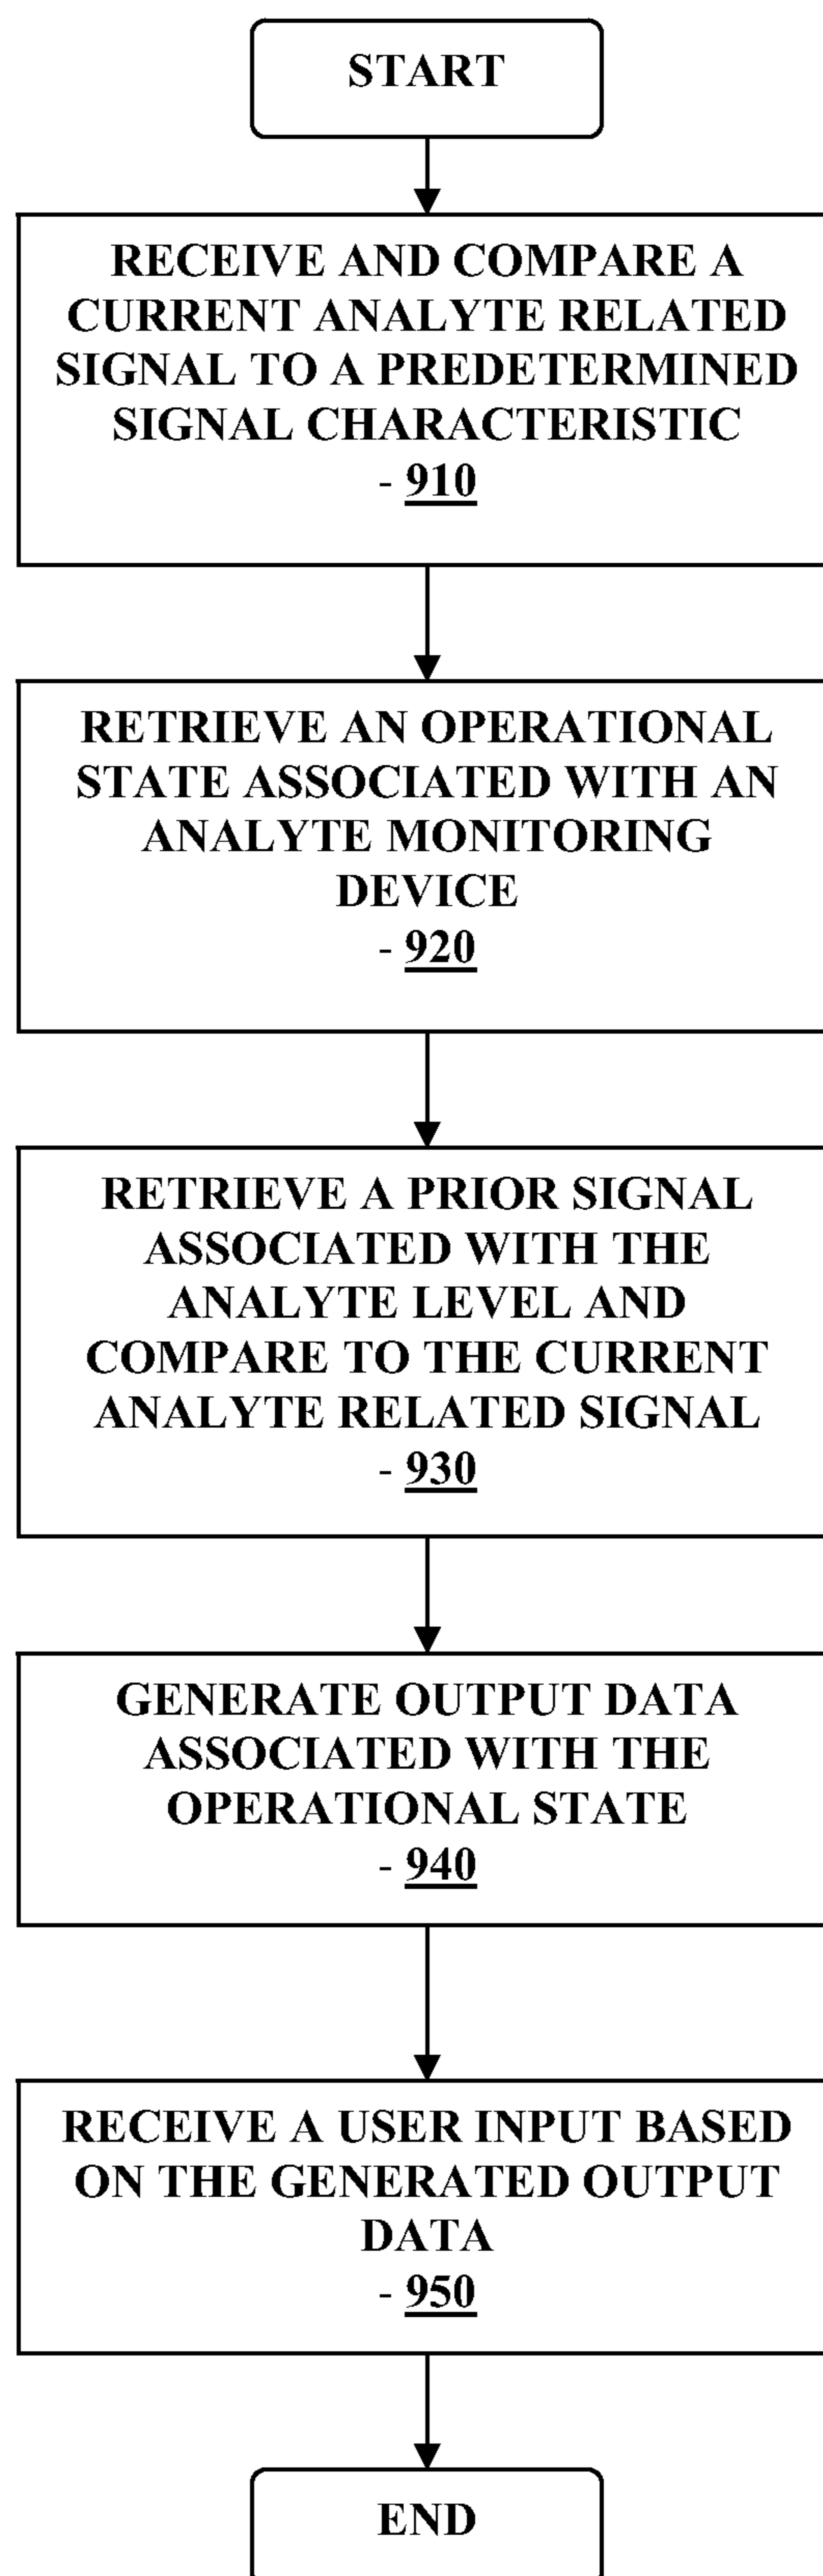 START
RECEIVE AND COMPARE A
CURRENT ANALYTE RELATED
SIGNAL TO A PREDETERMINED
SIGNAL CHARACTERISTIC
- 910
RETRIEVE AN OPERATIONAL
STATE ASSOCIATED WITH AN
ANALYTE MONITORING
DEVICE
- 920
RETRIEVE A PRIOR SIGNAL
ASSOCIATED WITH THE
ANALYTE LEVEL AND
COMPARE TO THE CURRENT
ANALYTE RELATED SIGNAL
- 930
GENERATE OUTPUT DATA
ASSOCIATED WITH THE
OPERATIONAL STATE
- 940
RECEIVE A USER INPUT BASED
ON THE GENERATED OUTPUT
DATA
- 950
END